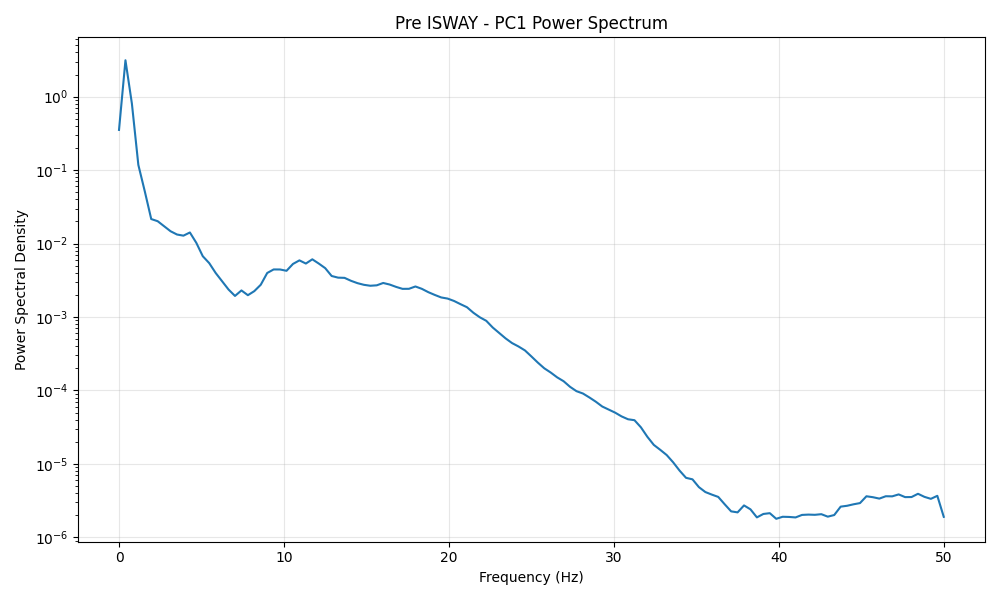 Pre ISWAY - PC1 Power Spectrum
Power Spectral Density
10⁰
10⁻¹
10⁻²
10⁻³
10⁻⁴
10⁻⁵
10⁻⁶
0 10 20 30 40 50
Frequency (Hz)